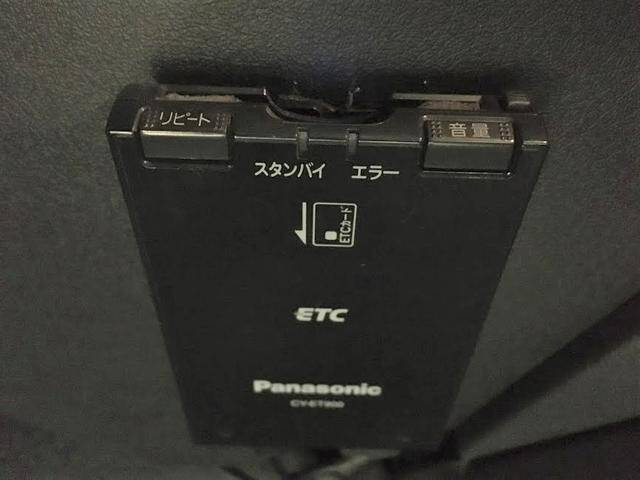 リピート
音量
スタンバイ エラー
ETCカード
ETC
Panasonic
CY-ET900